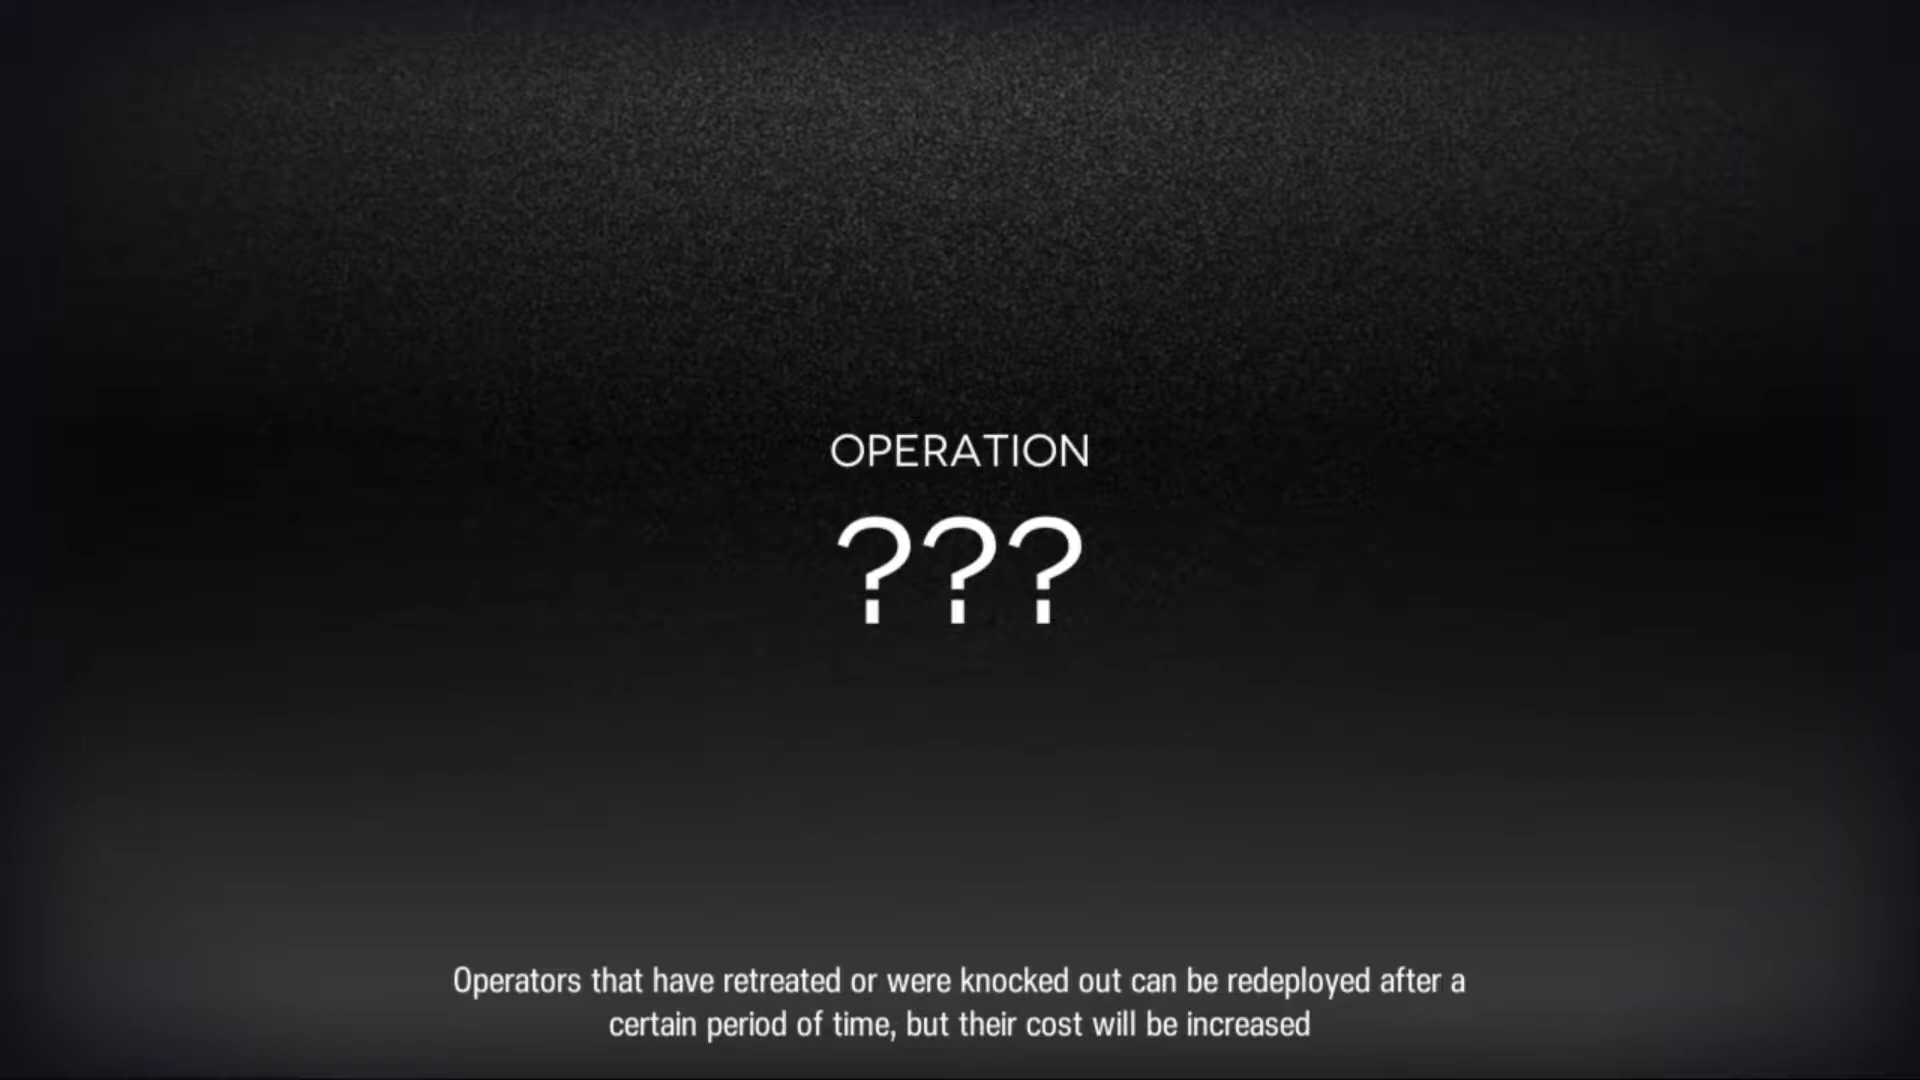 OPERATION
???
Operators that have retreated or were knocked out can be redeployed after a
certain period of time, but their cost will be increased